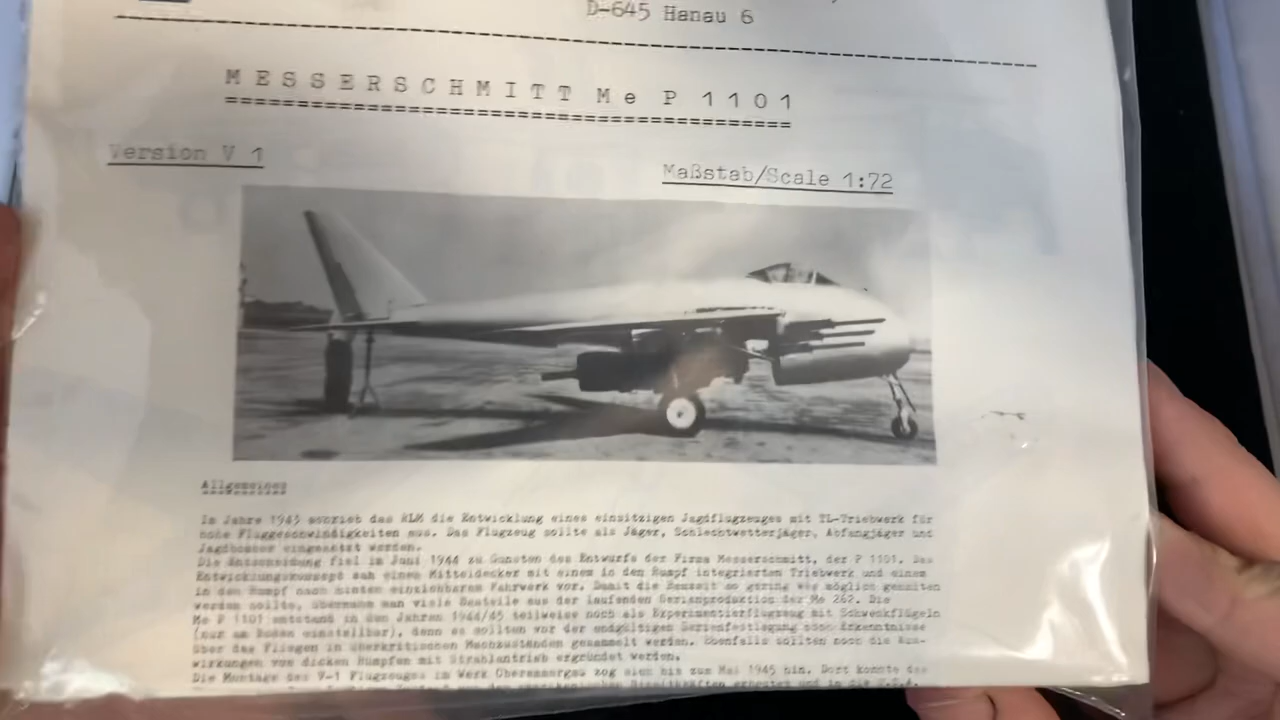 D-645 Hanau 6
MESSERSCHMITT Me P 1101
Version V 1
Maßstab/Scale 1:72
Allgemeines
Im Jahre 1943 schrieb das RLM die Entwicklung eines einsitzigen Jagdflugzeuges mit TL-Triebwerk für
hohe Fluggeschwindigkeiten aus. Das Flugzeug sollte als Jäger, Schlechtwetterjäger, Abfangjäger und
Jagdbomber eingesetzt werden.
Die Entscheidung fiel im Juni 1944 zu Gunsten des Entwurfs der Firma Messerschmitt, der P 1101. Das
Entwicklungskonzept sah einen Mitteldecker mit einem in den Rumpf integrierten Triebwerk und einem
in den Rumpf nach hinten einziehbaren Fahrwerk vor. Damit die Bauzeit so gering wie möglich gehalten
werden sollte, übernahm man viele Bauteile aus der laufenden Serienproduktion der Me 262. Die
Me P 1101 entstand in den Jahren 1944/45 teilweise noch als Experimentierflugzeug mit Schwenkflügeln
(nur am Boden einstellbar), denn es sollten vor der endgültigen Serienfestlegung noch Erkenntnisse
über das Fliegen in überkritischen Machzuständen gesammelt werden. Ebenfalls sollten noch die Aus-
wirkungen von dicken Rümpfen mit Strahlantrieb ergründet werden.
Die Montage des V-1 Flugzeuges im Werk Oberammergau zog sich bis zum Mai 1945 hin. Dort konnte das
und in die U.S.A.